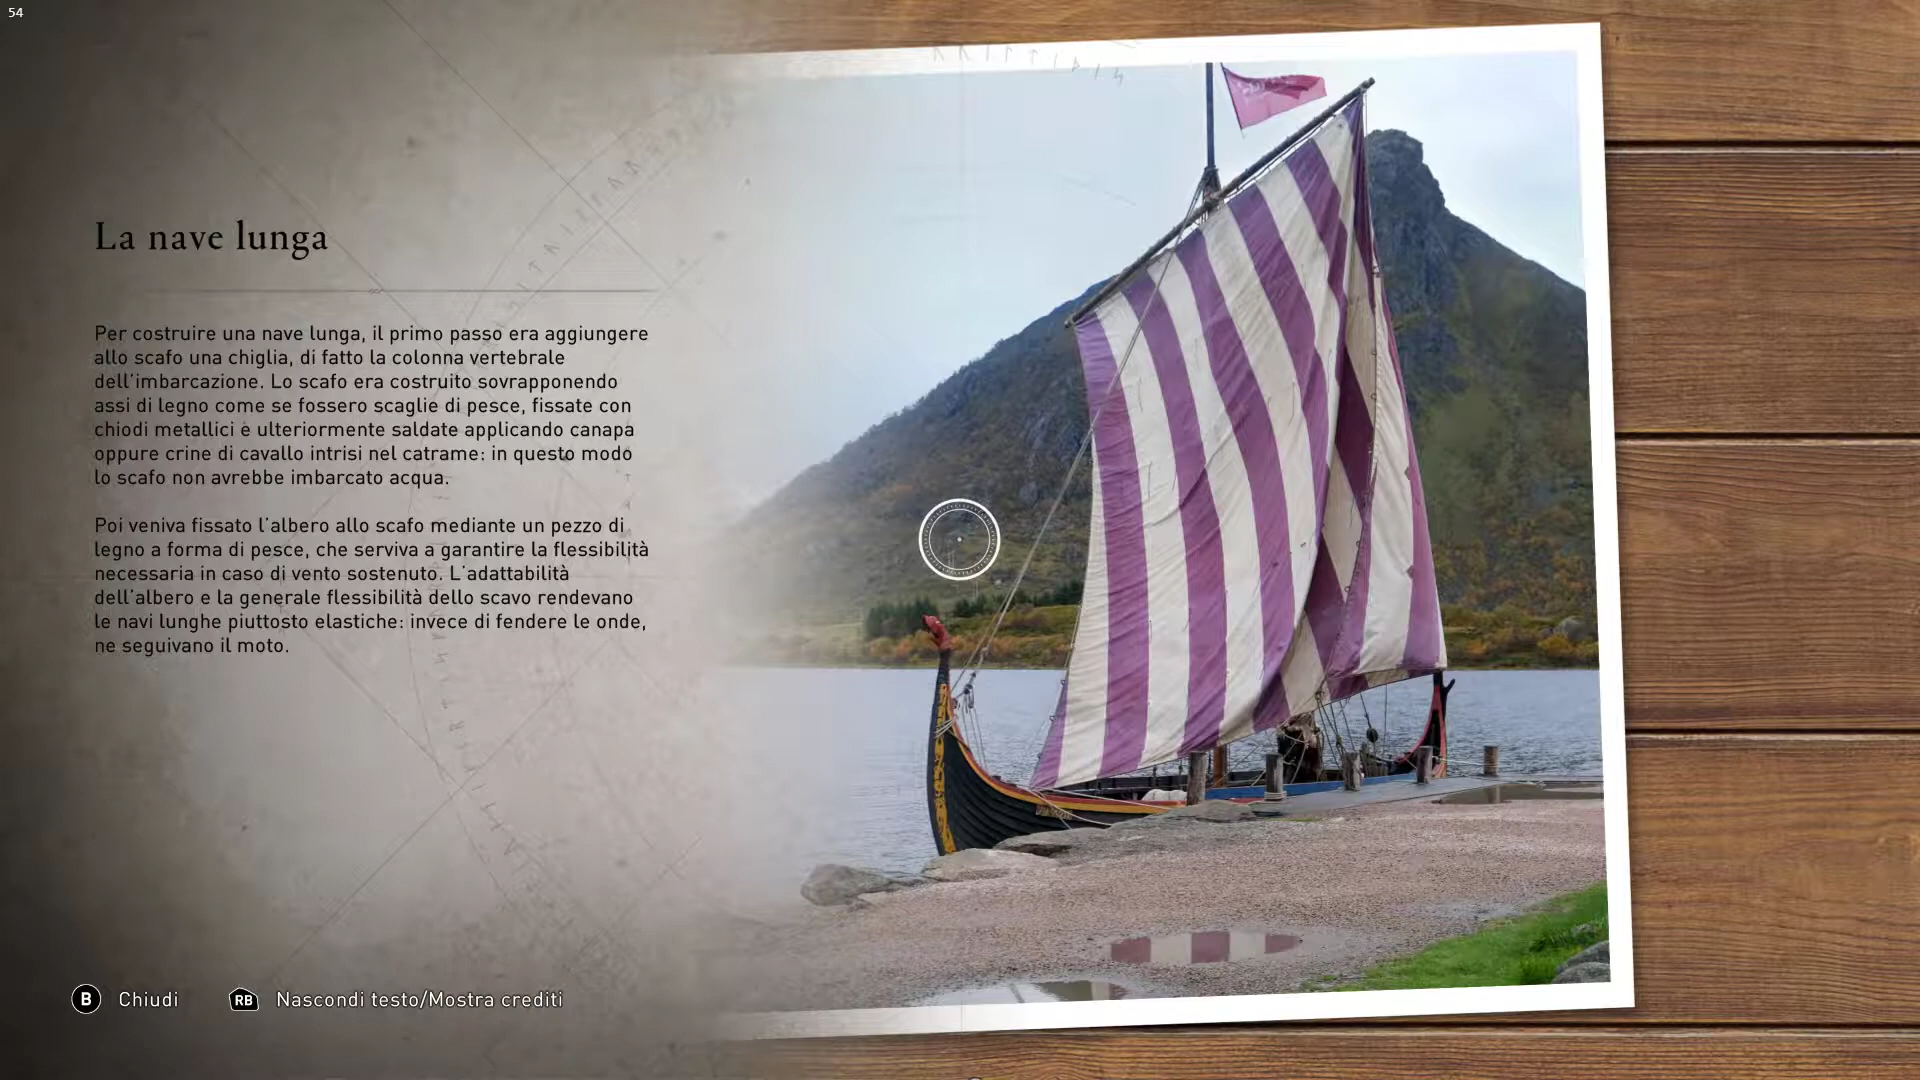 54
La nave lunga
Per costruire una nave lunga, il primo passo era aggiungere
allo scafo una chiglia, di fatto la colonna vertebrale
dell'imbarcazione. Lo scafo era costruito sovrapponendo
assi di legno come se fossero scaglie di pesce, fissate con
chiodi metallici e ulteriormente saldate applicando canapa
oppure crine di cavallo intrisi nel catrame: in questo modo
lo scafo non avrebbe imbarcato acqua.
Poi veniva fissato l'albero allo scafo mediante un pezzo di
legno a forma di pesce, che serviva a garantire la flessibilità
necessaria in caso di vento sostenuto. L'adattabilità
dell'albero e la generale flessibilità dello scavo rendevano
le navi lunghe piuttosto elastiche: invece di fendere le onde,
ne seguivano il moto.
B Chiudi RB Nascondi testo/Mostra crediti